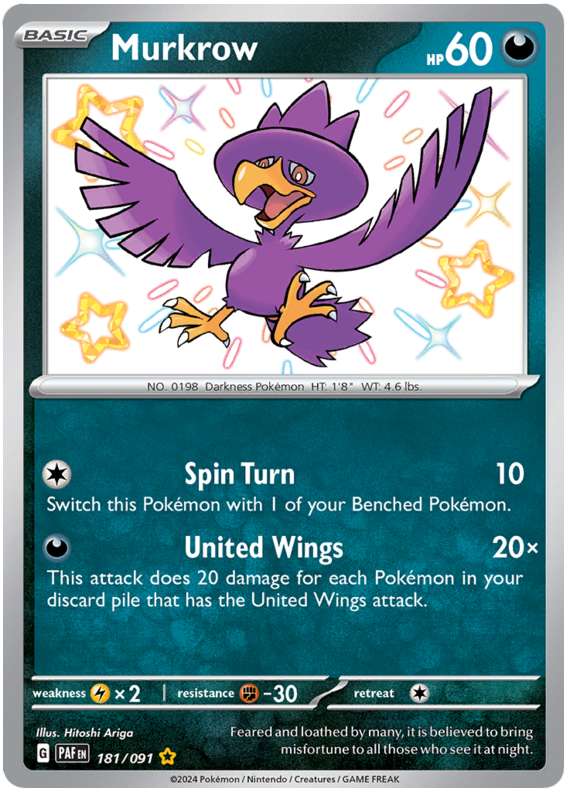 BASIC Murkrow HP60
NO. 0198 Darkness Pokémon HT: 1'8" WT: 4.6 lbs.
Spin Turn 10
Switch this Pokémon with 1 of your Benched Pokémon.
United Wings 20×
This attack does 20 damage for each Pokémon in your
discard pile that has the United Wings attack.
weakness ×2 resistance -30 retreat
Illus. Hitoshi Ariga
Feared and loathed by many, it is believed to bring
misfortune to all those who see it at night.
G PAF EN 181/091
©2024 Pokémon / Nintendo / Creatures / GAME FREAK